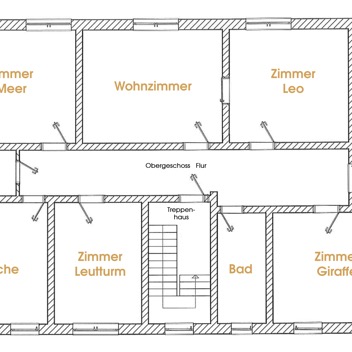 mmer
Meer
Wohnzimmer
Zimmer
Leo
Obergeschoss Flur
Treppen-
haus
che
Zimmer
Leutturm
Bad
Zimme
Giraffe